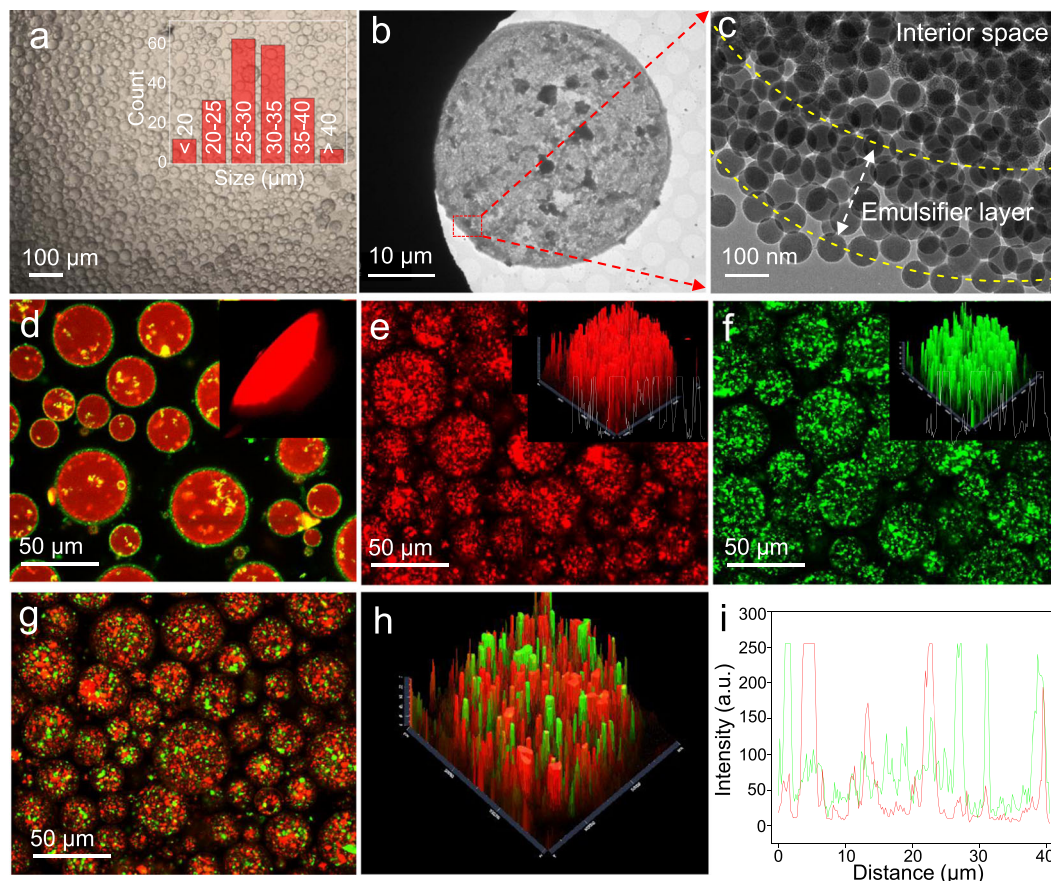 a
60
40
20
0
Count
< 20
20-25
25-30
30-35
35-40
> 40
Size (µm)
100 µm
b
10 µm
c
Interior space
Emulsifier layer
100 nm
d
50 µm
e
50 µm
f
50 µm
g
50 µm
h
i
300
250
200
150
100
50
0
Intensity (a.u.)
0 10 20 30 40
Distance (µm)